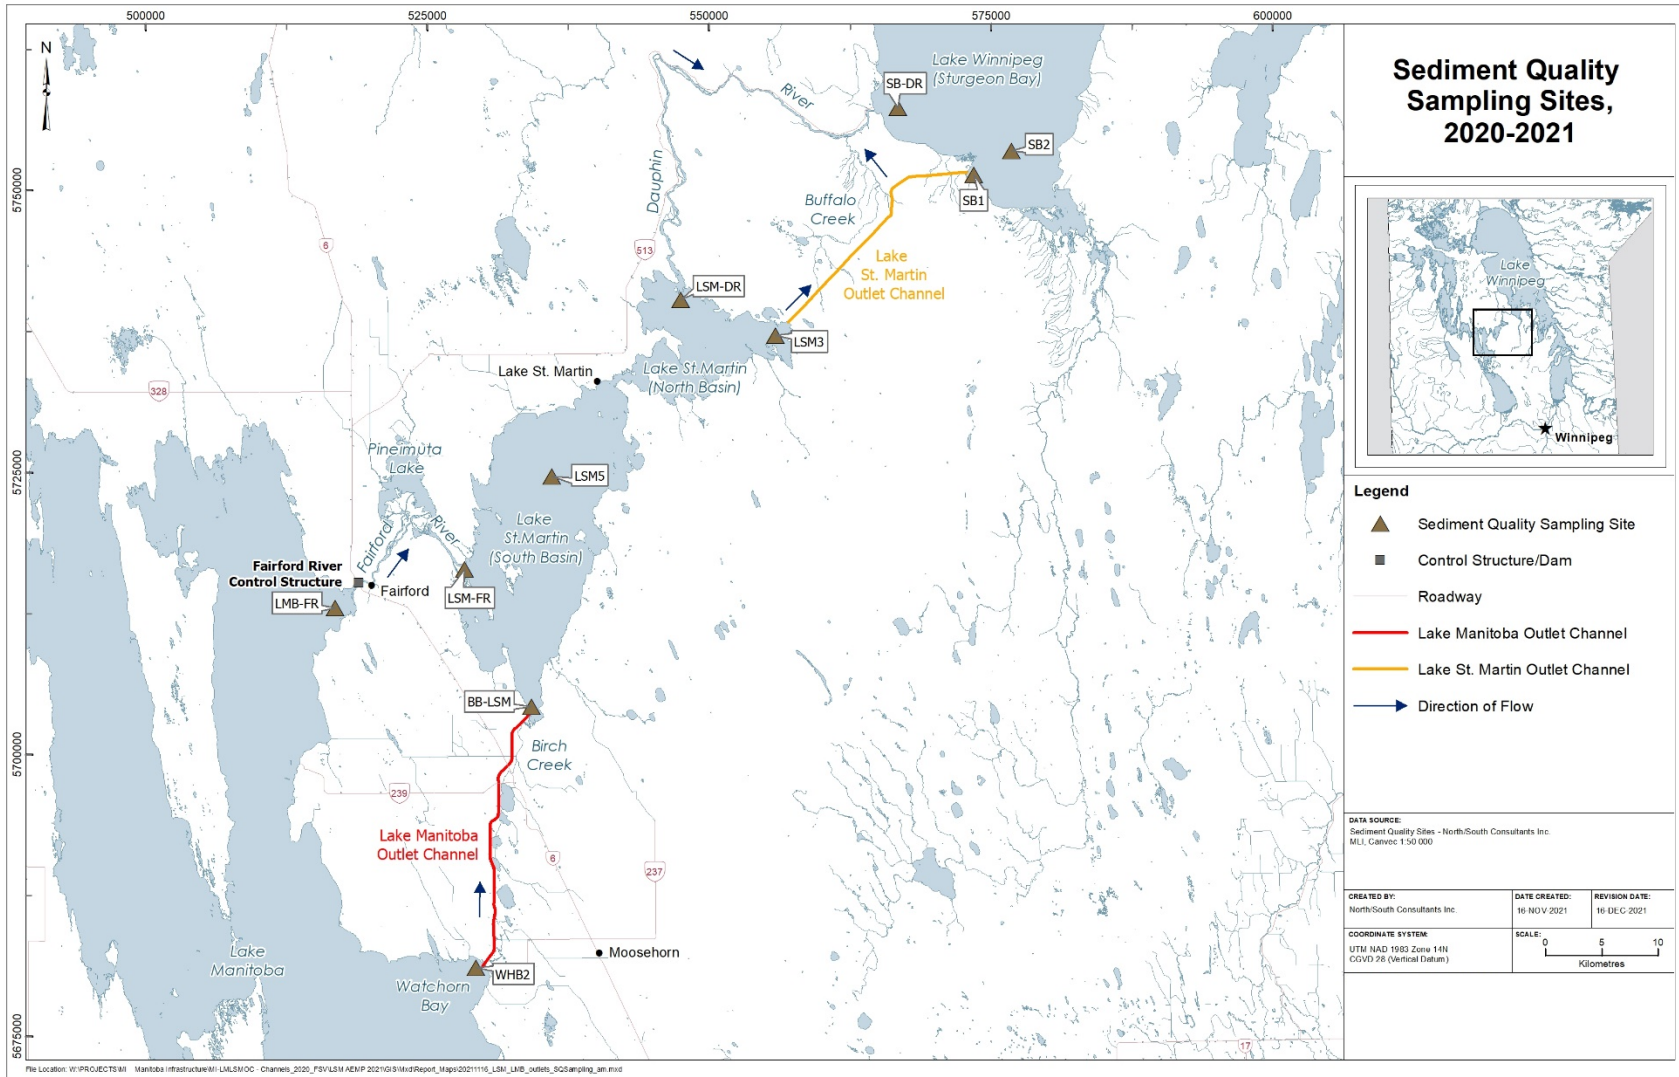 500000
525000
550000
575000
600000
5750000
5725000
5700000
5675000
N
Lake Winnipeg
(Sturgeon Bay)
SB-DR
SB2
SB1
River
Dauphin
Buffalo
Creek
6
513
Lake
St. Martin
Outlet Channel
LSM-DR
LSM3
Lake St. Martin
Lake St.Martin
(North Basin)
328
Pineimuta
Lake
LSM5
Lake
St.Martin
(South Basin)
Fairford
River
Fairford River
Control Structure
Fairford
LMB-FR
LSM-FR
BB-LSM
Birch
Creek
239
Lake Manitoba
Outlet Channel
6
237
Lake
Manitoba
Moosehorn
WHB2
Watchorn
Bay
17
Sediment Quality
Sampling Sites,
2020-2021
Lake
Winnipeg
Winnipeg
Legend
Sediment Quality Sampling Site
Control Structure/Dam
Roadway
Lake Manitoba Outlet Channel
Lake St. Martin Outlet Channel
Direction of Flow
DATA SOURCE:
Sediment Quality Sites - North/South Consultants Inc.
MLI, Canvec 1:50 000
CREATED BY:
North/South Consultants Inc.
DATE CREATED:
16-NOV-2021
REVISION DATE:
16-DEC-2021
COORDINATE SYSTEM:
UTM NAD 1983 Zone 14N
CGVD 28 (Vertical Datum)
SCALE:
0 5 10
Kilometres